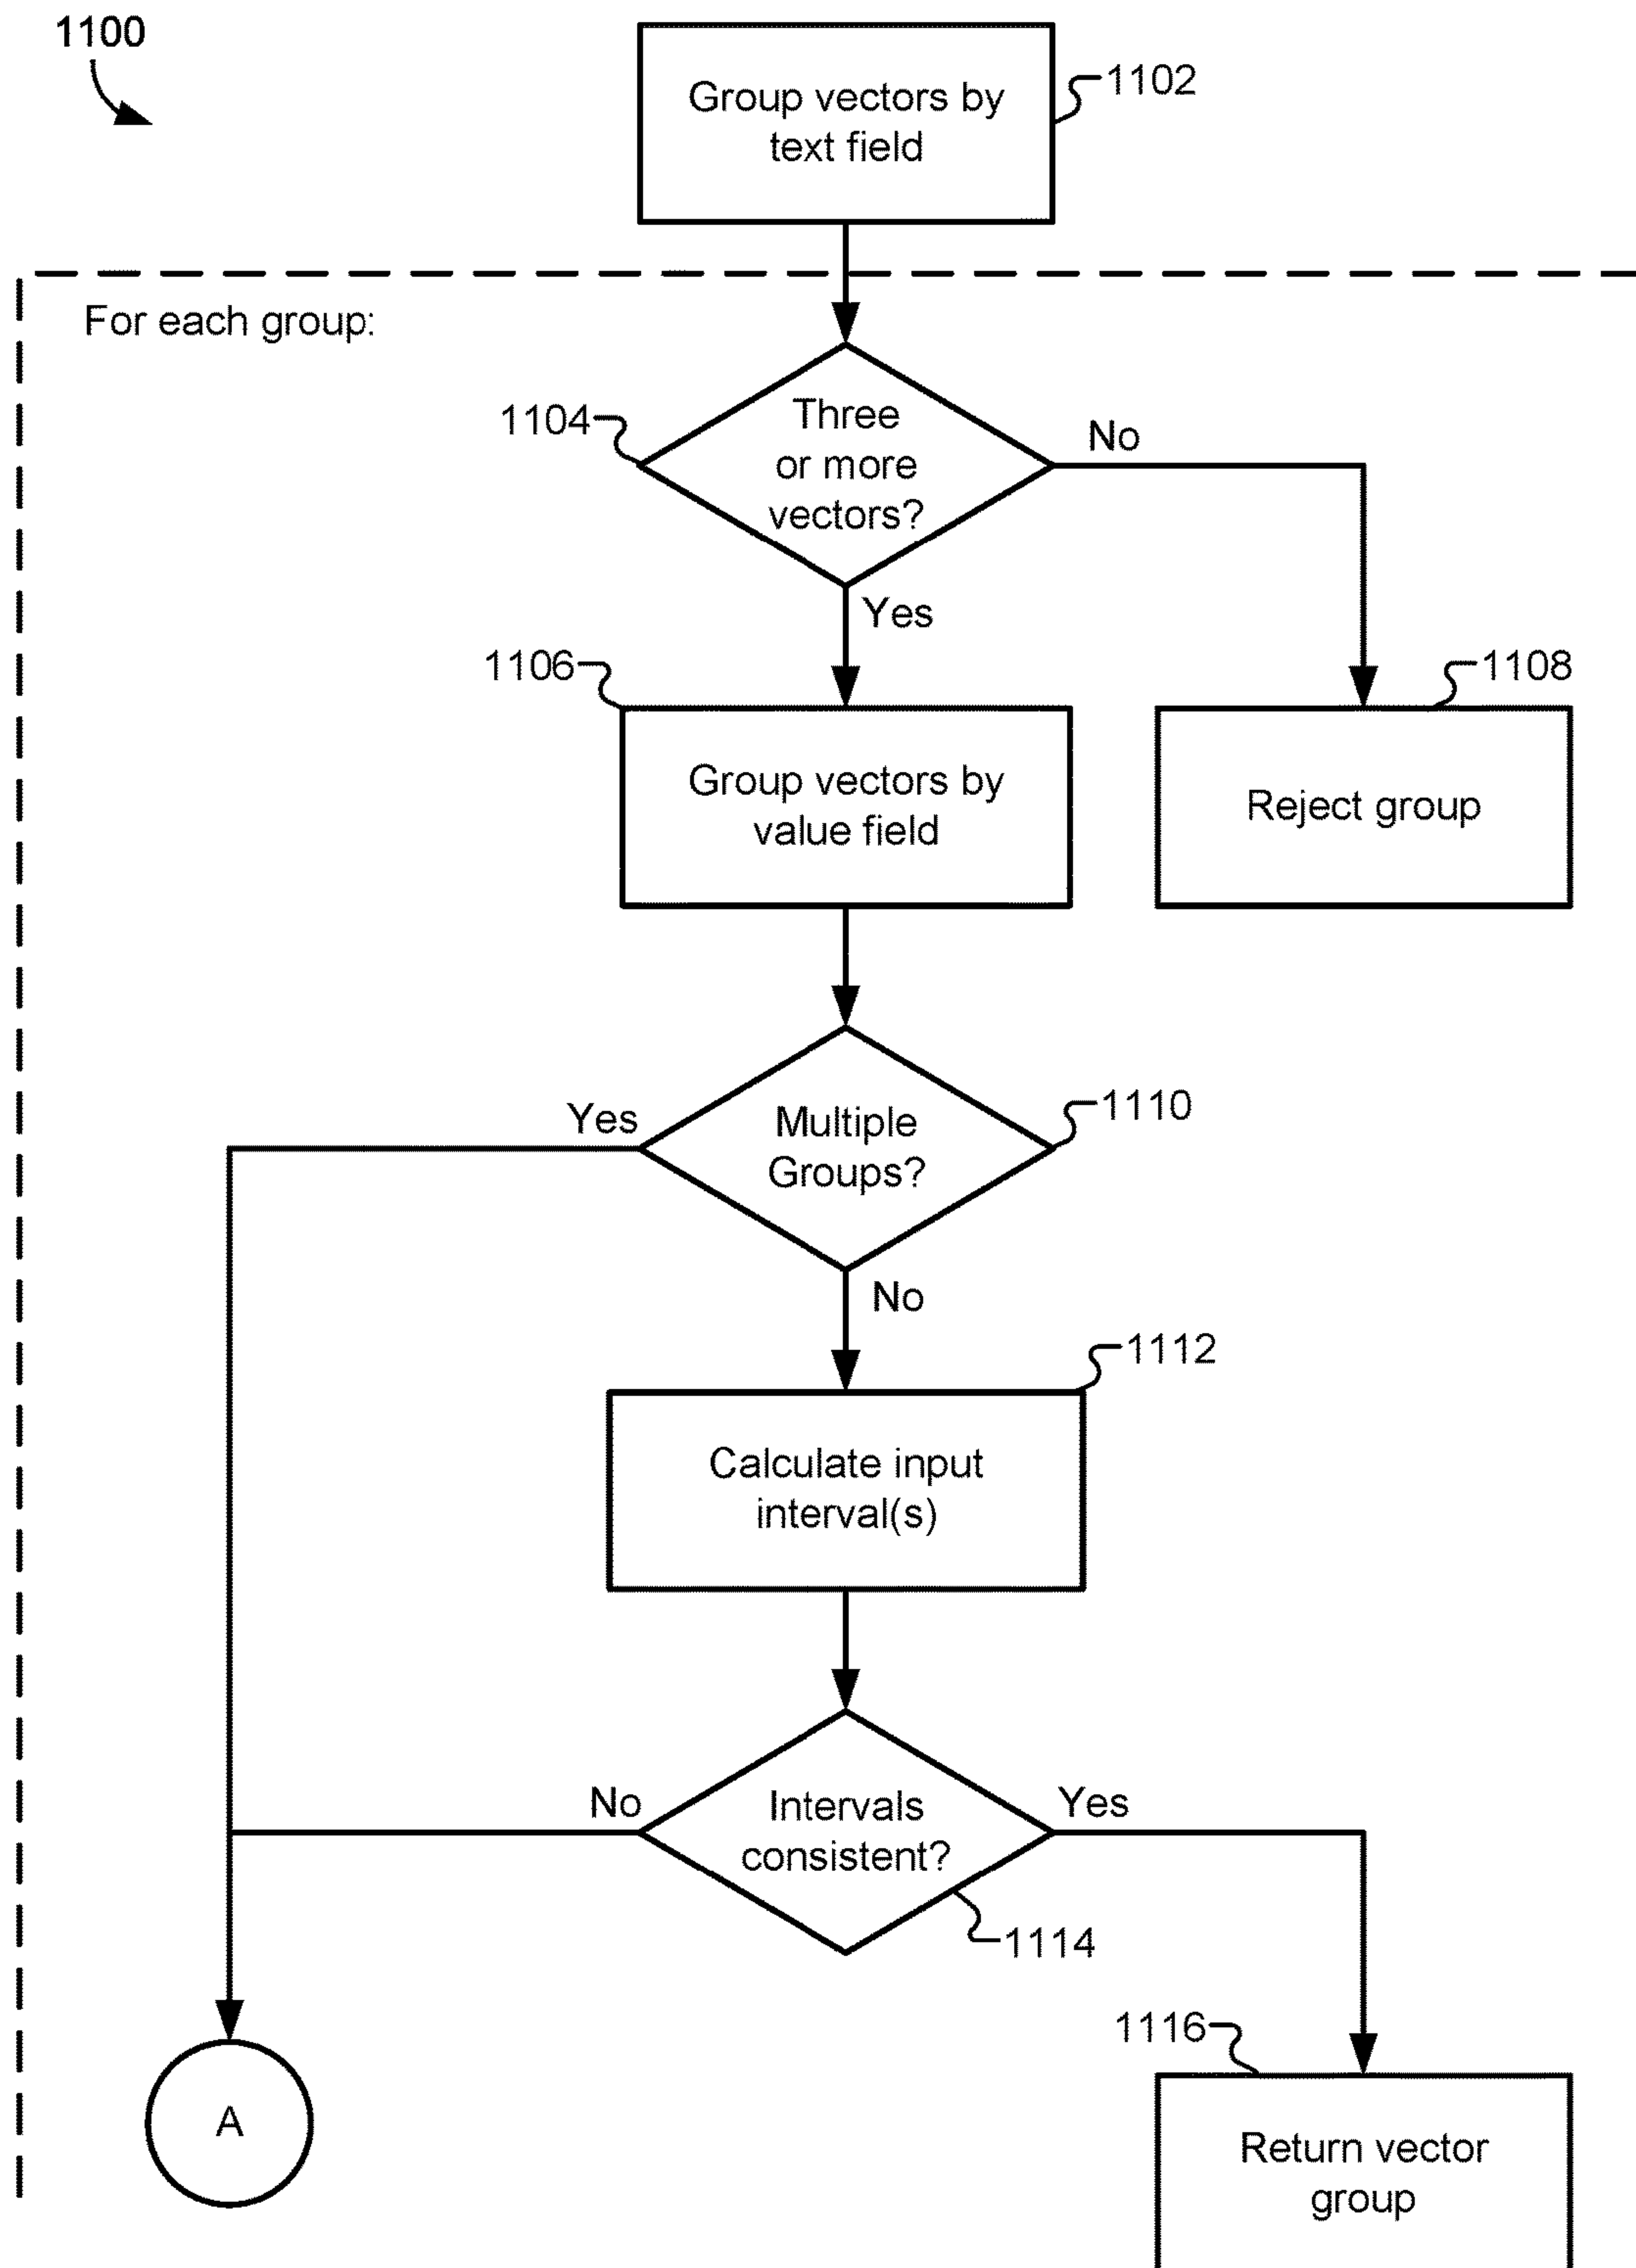 1100
Group vectors by
text field
1102
For each group:
1104
Three
or more
vectors?
No
Yes
1106
1108
Group vectors by
value field
Reject group
Yes
Multiple
Groups?
1110
No
1112
Calculate input
interval(s)
No
Intervals
consistent?
Yes
1114
1116
A
Return vector
group